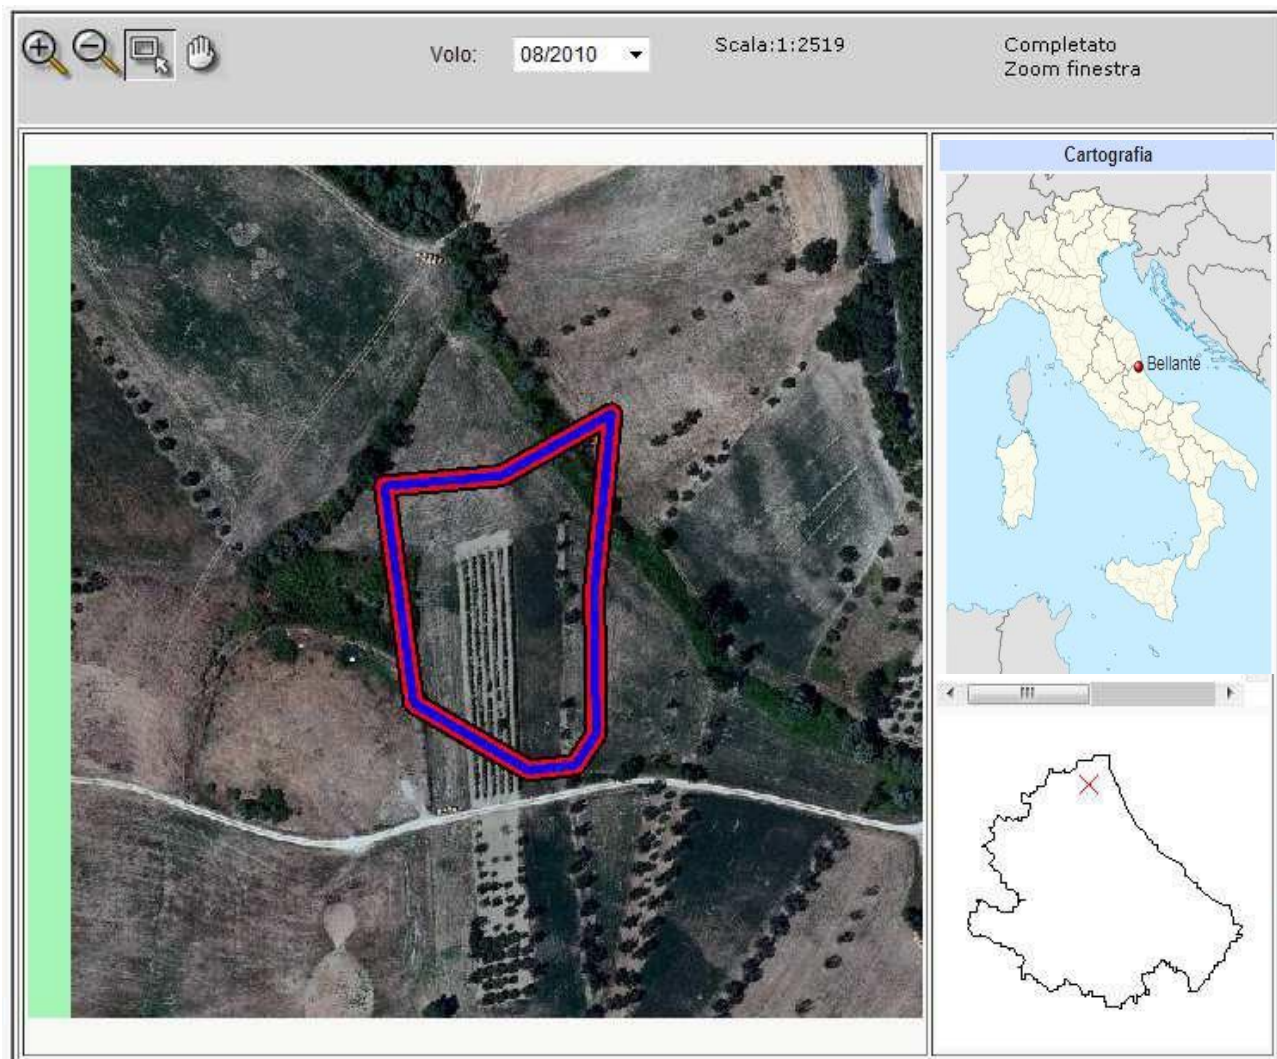 Volo:
08/2010
Scala:1:2519
Completato
Zoom finestra
Cartografia
Bellante